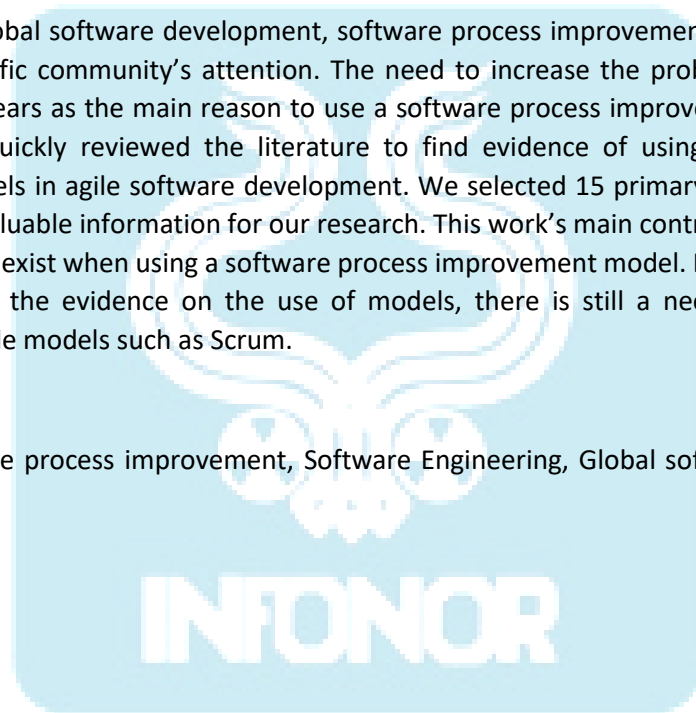 obal software development, software process improvemen
fic community's attention. The need to increase the prob
ears as the main reason to use a software process improve
uickly reviewed the literature to find evidence of using
els in agile software development. We selected 15 primary
luable information for our research. This work's main contr
exist when using a software process improvement model.
the evidence on the use of models, there is still a nee
le models such as Scrum.
e process improvement, Software Engineering, Global sof
INFONOR